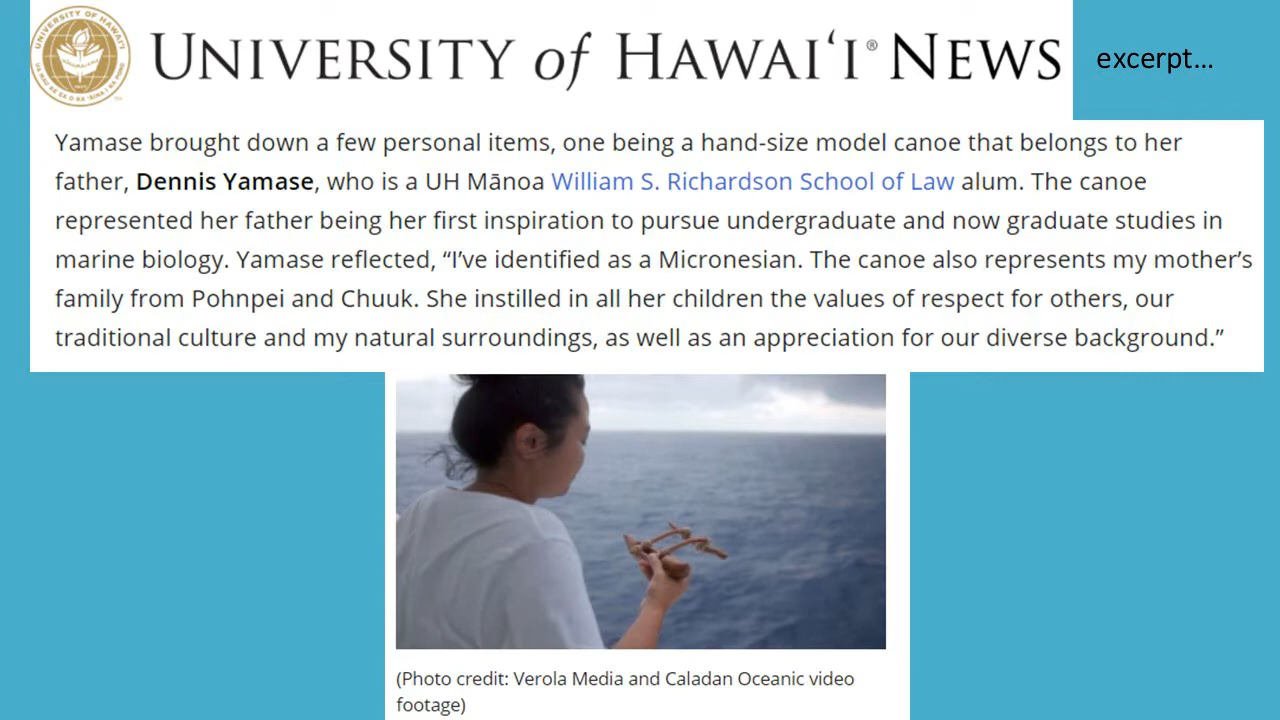 UNIVERSITY of HAWAIʻI® NEWS
excerpt...
Yamase brought down a few personal items, one being a hand-size model canoe that belongs to her
father, Dennis Yamase, who is a UH Mānoa William S. Richardson School of Law alum. The canoe
represented her father being her first inspiration to pursue undergraduate and now graduate studies in
marine biology. Yamase reflected, “I’ve identified as a Micronesian. The canoe also represents my mother’s
family from Pohnpei and Chuuk. She instilled in all her children the values of respect for others, our
traditional culture and my natural surroundings, as well as an appreciation for our diverse background.”
(Photo credit: Verola Media and Caladan Oceanic video
footage)